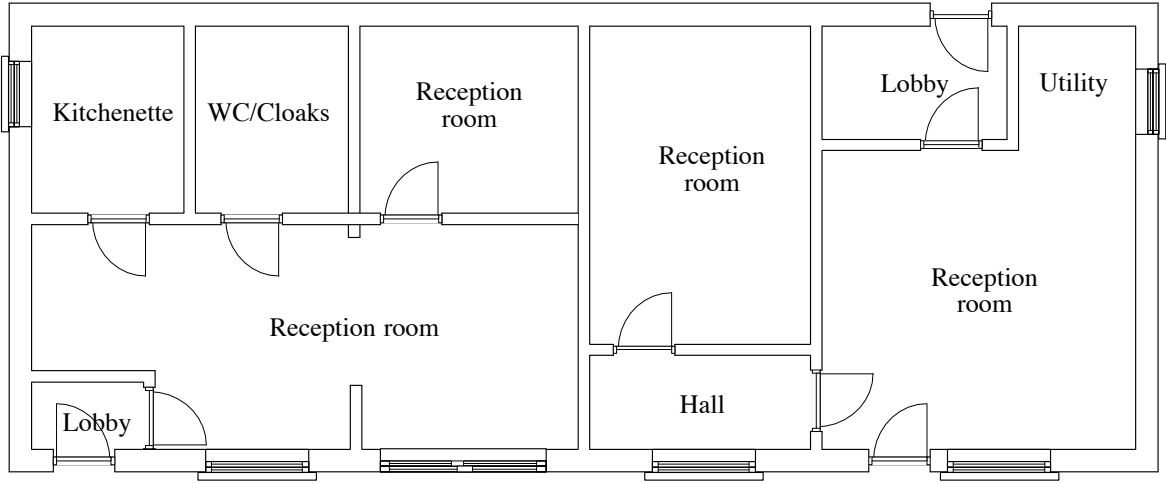 Kitchenette
WC/Cloaks
Reception
room
Reception
room
Lobby
Utility
Reception room
Reception
room
Lobby
Hall